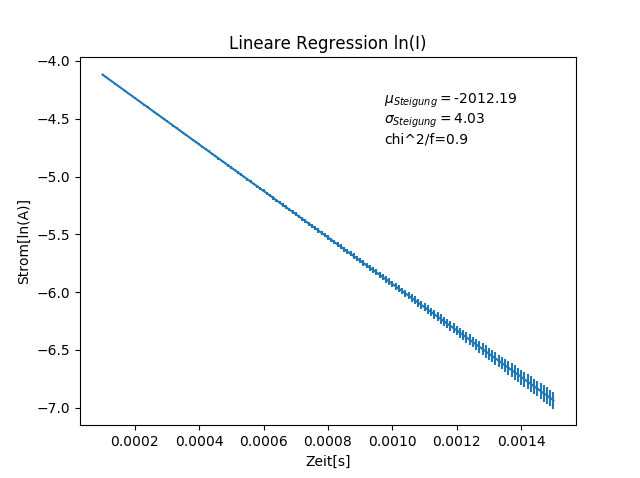 Lineare Regression ln(I)
μSteigung = -2012.19
σSteigung = 4.03
chi^2/f=0.9
Strom[ln(A)]
−4.0
−4.5
−5.0
−5.5
−6.0
−6.5
−7.0
0.0002 0.0004 0.0006 0.0008 0.0010 0.0012 0.0014
Zeit[s]